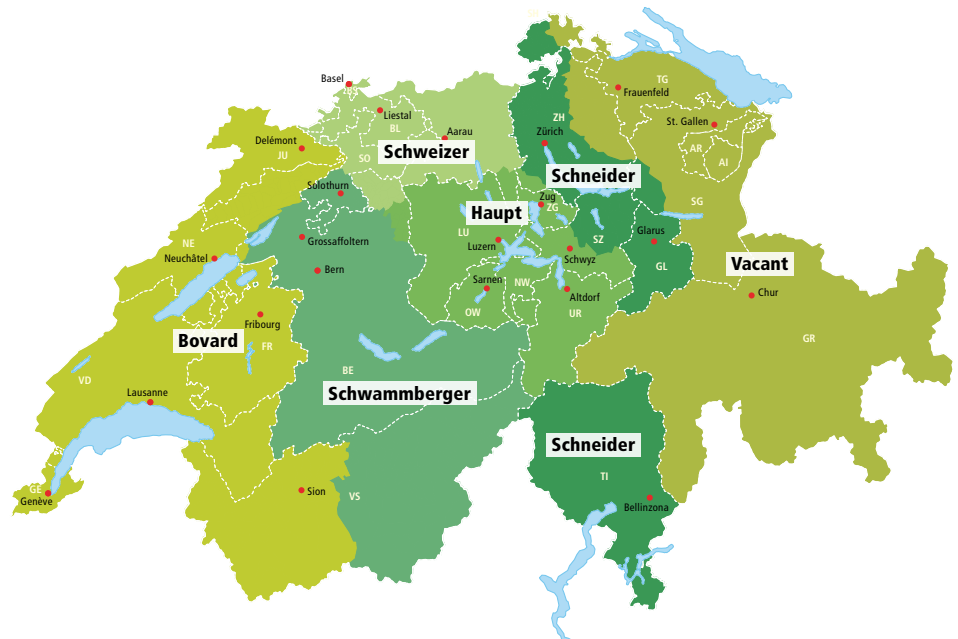 Basel
BS
Liestal
BL
Aarau
Delémont
JU
SO
Schweizer
Solothurn
ZH
Zürich
Schneider
TG
Frauenfeld
St. Gallen
AR
AI
SG
Zug
ZG
Haupt
LU
Luzern
SZ
Schwyz
Glarus
GL
Grossaffoltern
NE
Neuchâtel
Bern
Sarnen
NW
OW
Altdorf
UR
Vacant
Chur
GR
Fribourg
Bovard
FR
VD
BE
Schwammberger
Lausanne
Schneider
TI
Bellinzona
GE
Genève
Sion
VS